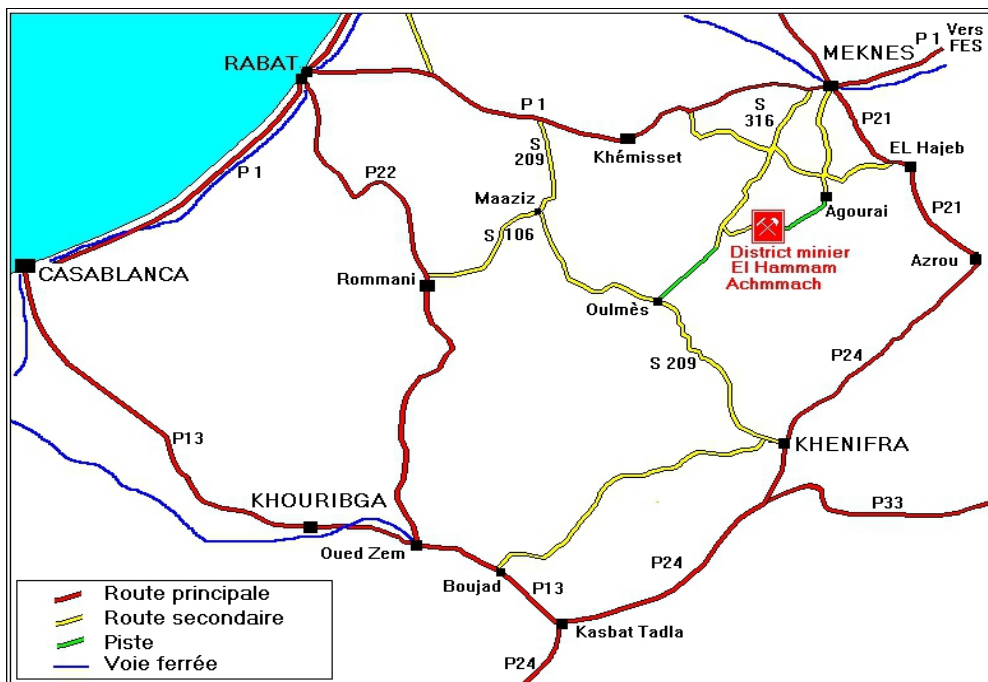 Vers
P 1
FES
MEKNES
RABAT
P 1
S
316
P21
S
209
Khémisset
EL Hajeb
P 1
P22
Maaziz
Agourai
P21
S 106
District minier
El Hammam
Achmmach
CASABLANCA
Rommani
Azrou
Oulmès
P24
S 209
P13
KHENIFRA
KHOURIBGA
P33
Oued Zem
P24
Boujad
P13
Kasbat Tadla
P24
Route principale
Route secondaire
Piste
Voie ferrée